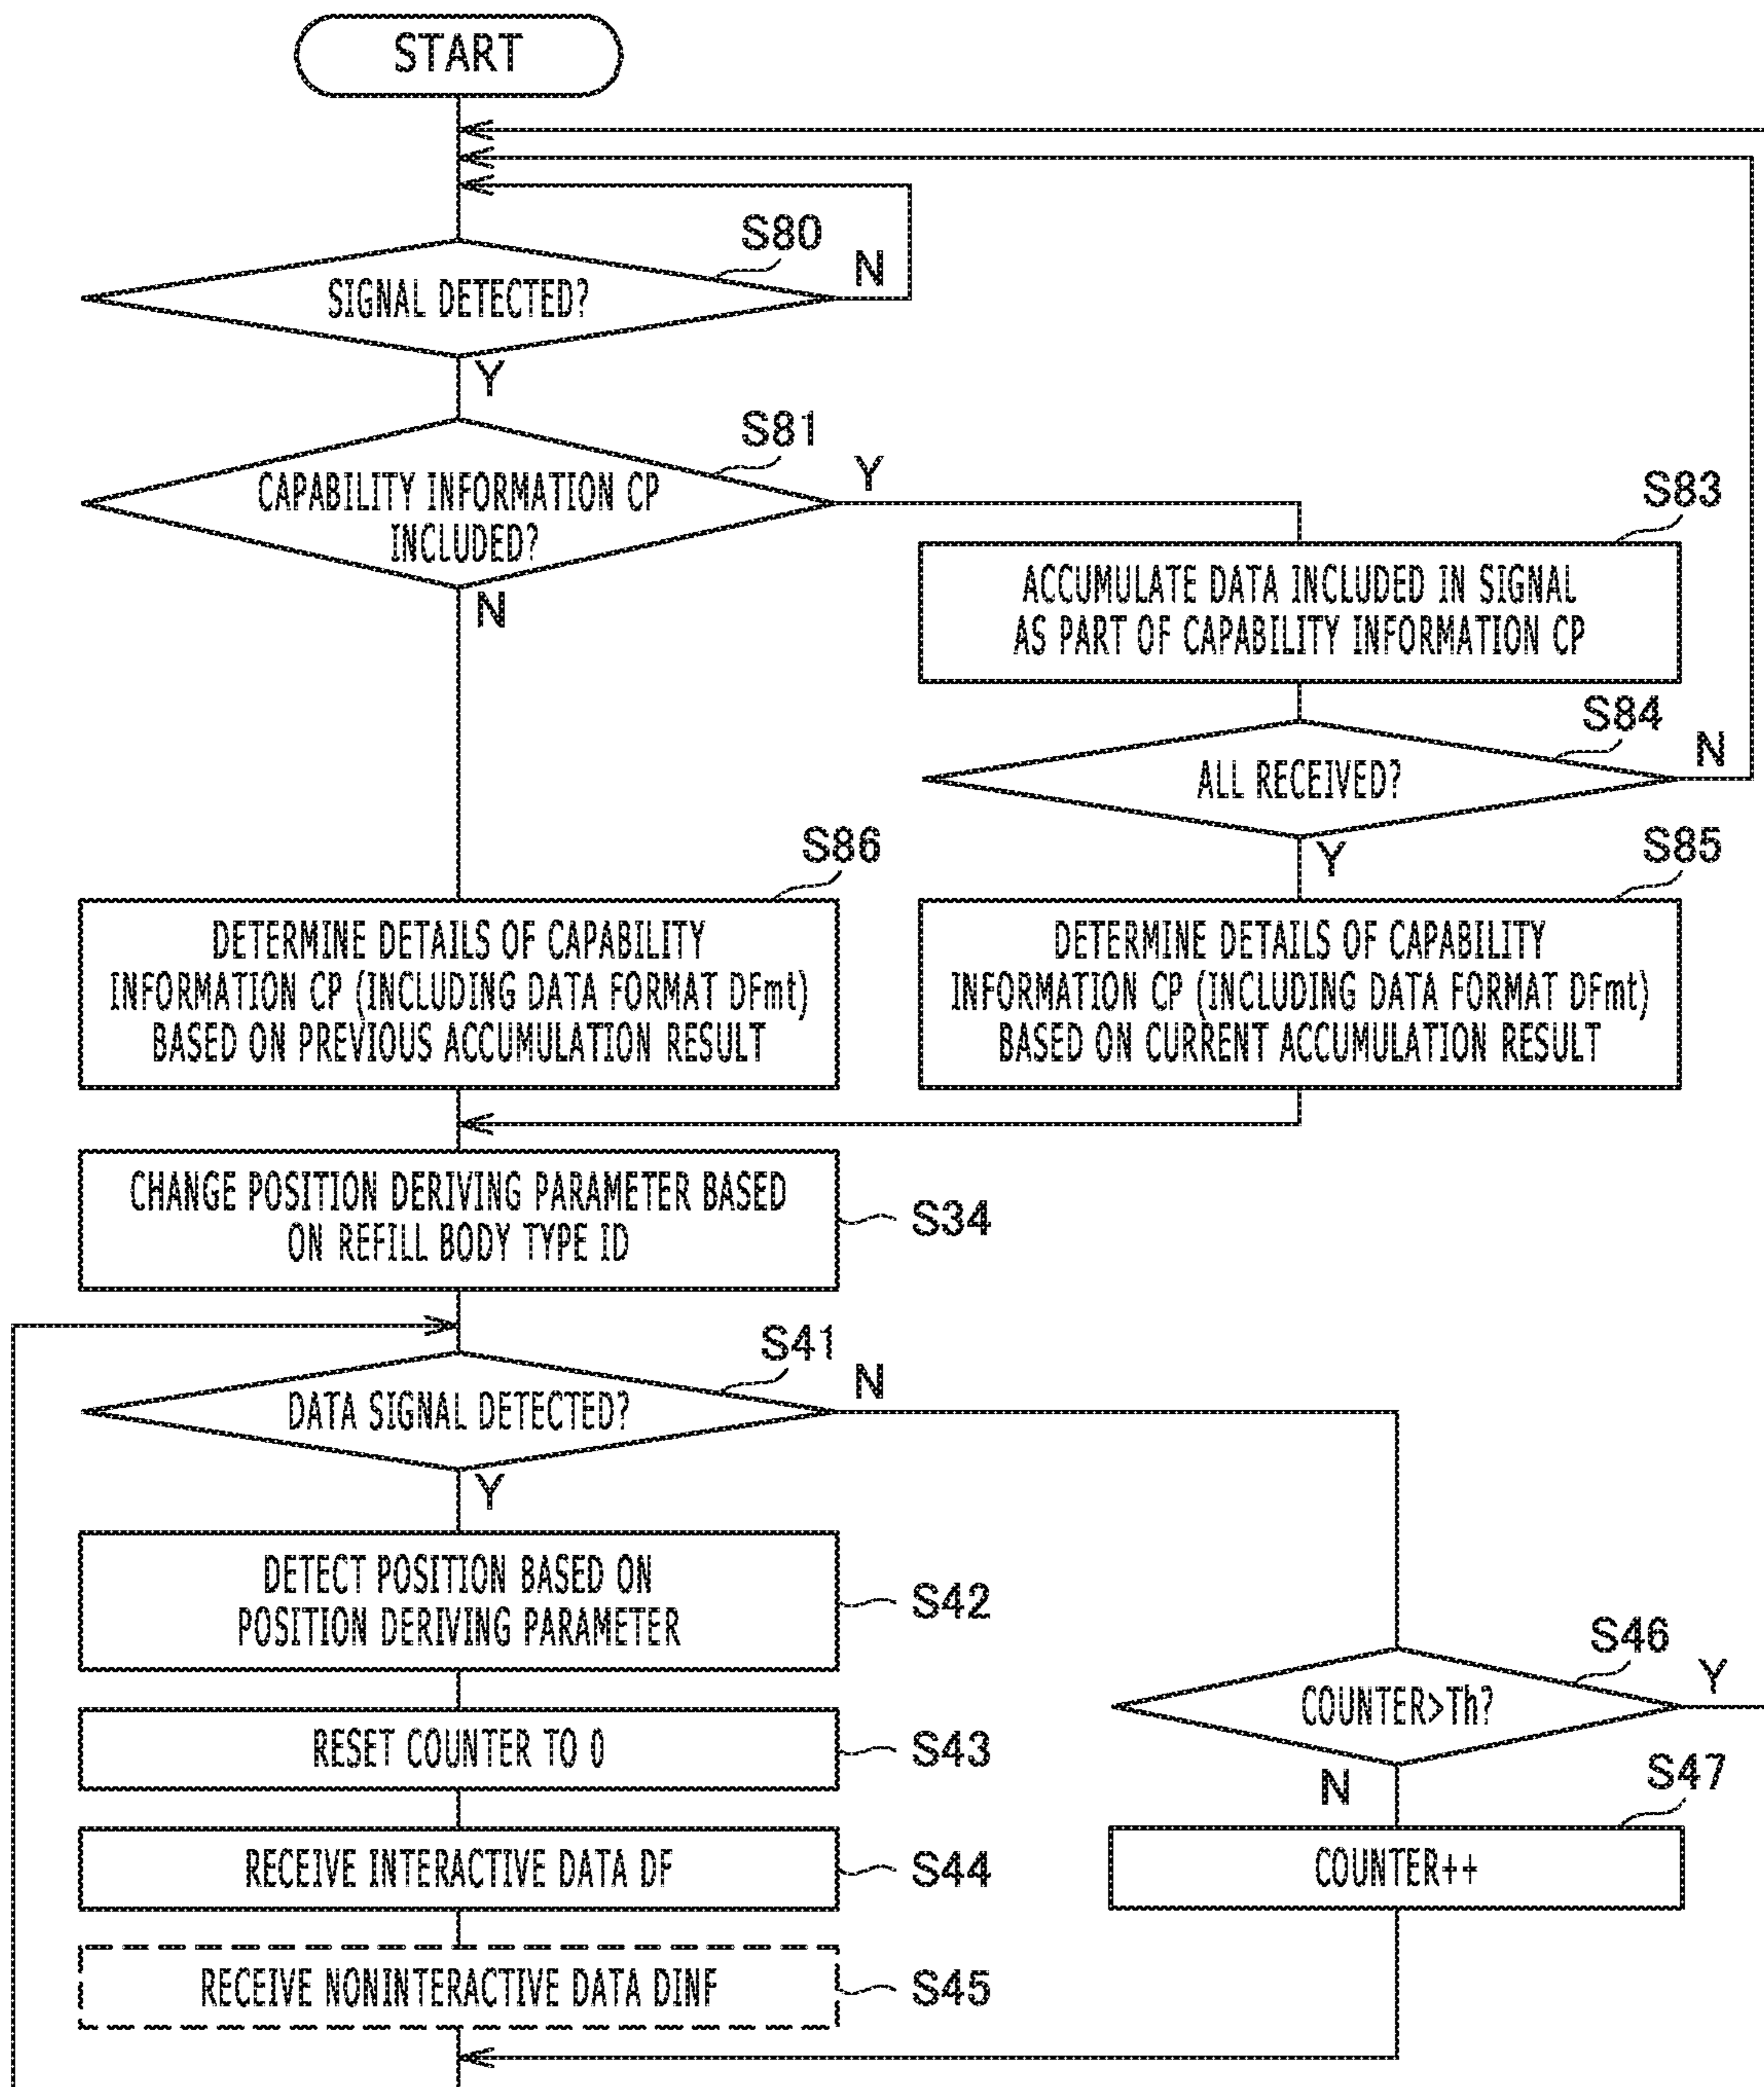 START
S80
N
SIGNAL DETECTED?
Y
S81
Y
CAPABILITY INFORMATION CP
INCLUDED?
N
S83
ACCUMULATE DATA INCLUDED IN SIGNAL
AS PART OF CAPABILITY INFORMATION CP
S84
N
ALL RECEIVED?
Y
S86
DETERMINE DETAILS OF CAPABILITY
INFORMATION CP (INCLUDING DATA FORMAT DFmt)
BASED ON PREVIOUS ACCUMULATION RESULT
S85
DETERMINE DETAILS OF CAPABILITY
INFORMATION CP (INCLUDING DATA FORMAT DFmt)
BASED ON CURRENT ACCUMULATION RESULT
CHANGE POSITION DERIVING PARAMETER BASED
ON REFILL BODY TYPE ID
S34
S41
N
DATA SIGNAL DETECTED?
Y
DETECT POSITION BASED ON
POSITION DERIVING PARAMETER
S42
S46
Y
COUNTER>Th?
N
RESET COUNTER TO 0
S43
S47
COUNTER++
RECEIVE INTERACTIVE DATA DF
S44
RECEIVE NONINTERACTIVE DATA DINF
S45